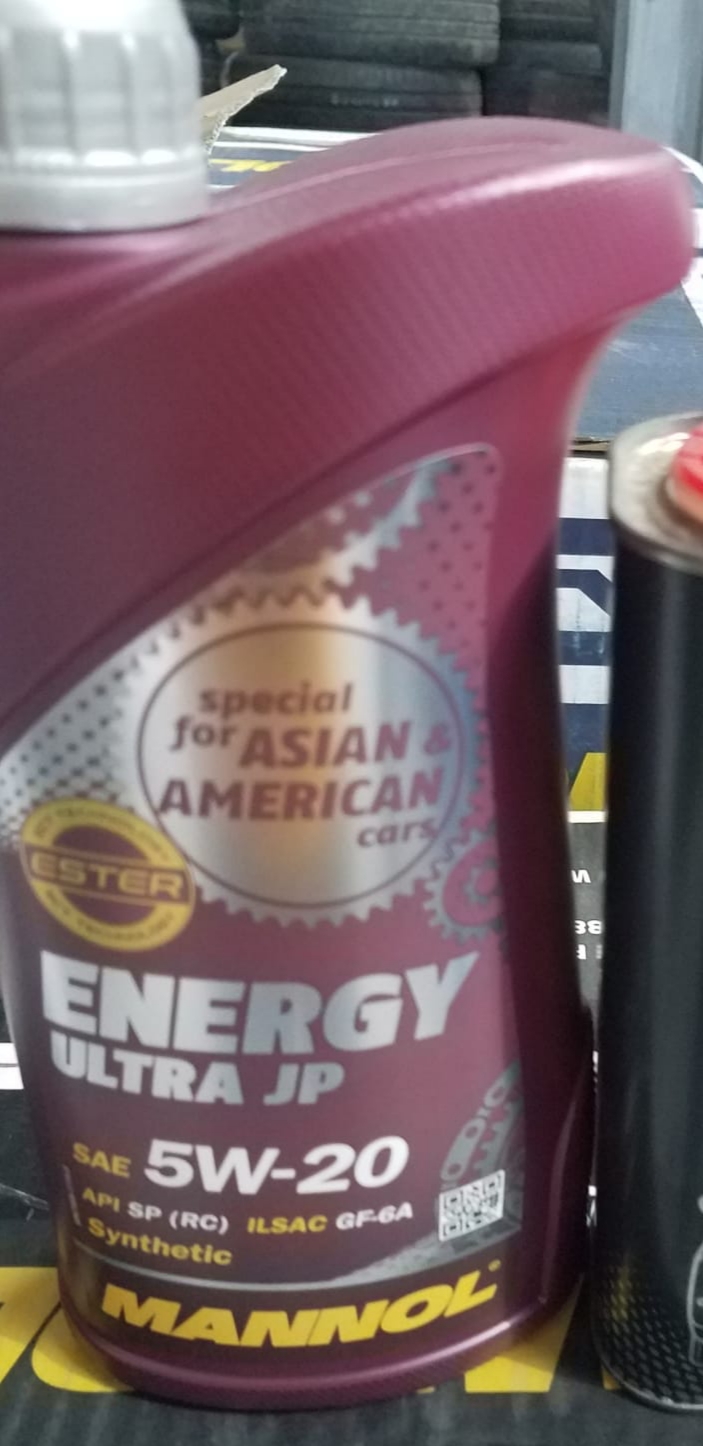 special
for ASIAN &
AMERICAN
cars
ESTER
ENERGY
ULTRA JP
SAE 5W-20
API SP (RC) ILSAC GF-6A
Synthetic
MANNOL